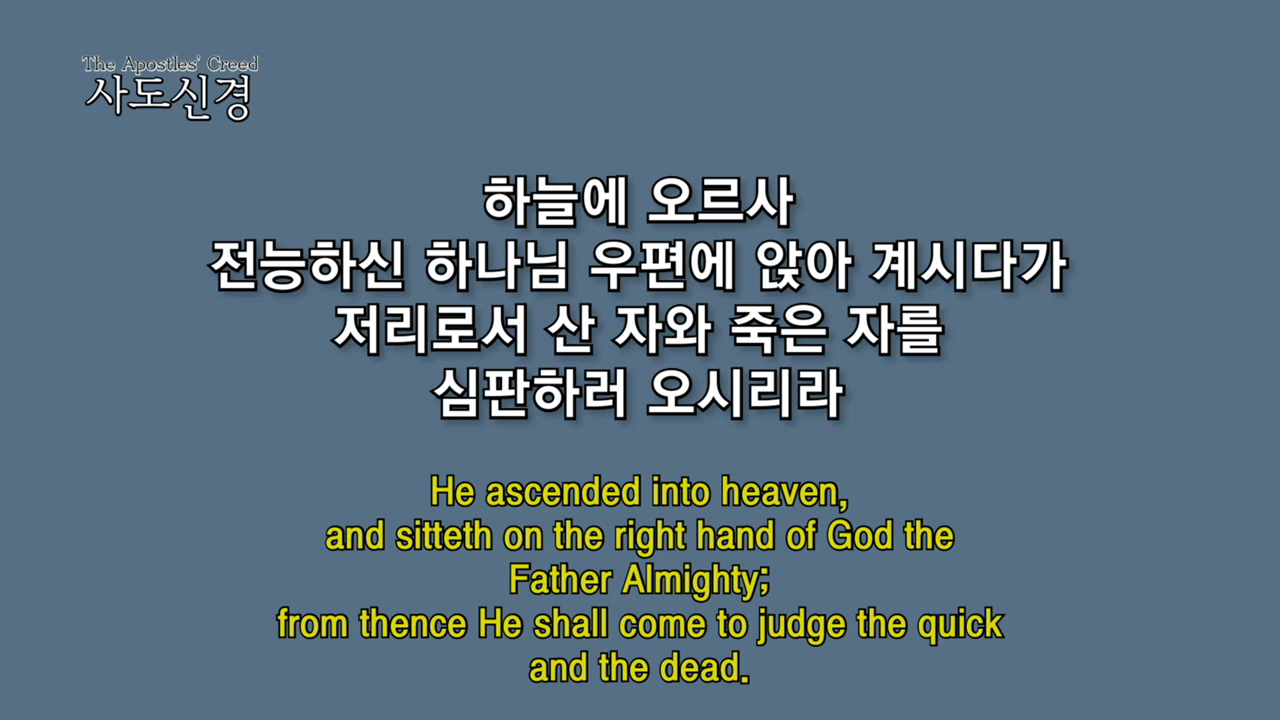 The Apostles' Creed
사도신경
하늘에 오르사
전능하신 하나님 우편에 앉아 계시다가
저리로서 산 자와 죽은 자를
심판하러 오시리라
He ascended into heaven,
and sitteth on the right hand of God the
Father Almighty;
from thence He shall come to judge the quick
and the dead.